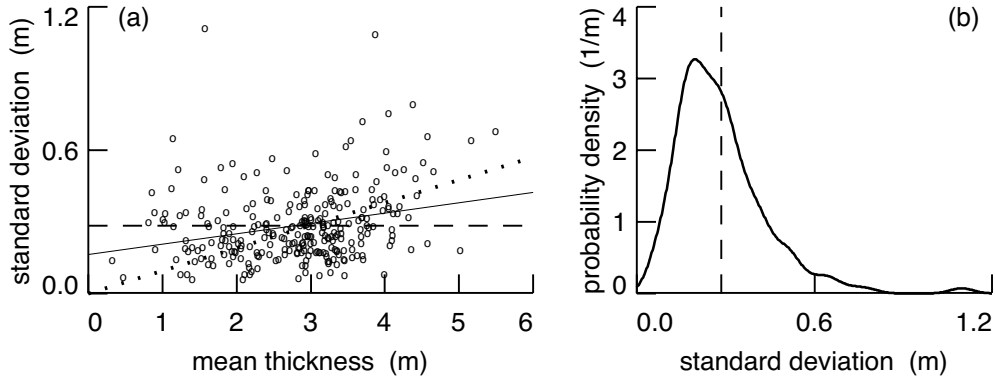 (a)
1.2
0.6
0.0
standard deviation (m)
0 1 2 3 4 5 6
mean thickness (m)
(b)
4
3
2
1
0
probability density (1/m)
0.0 0.6 1.2
standard deviation (m)